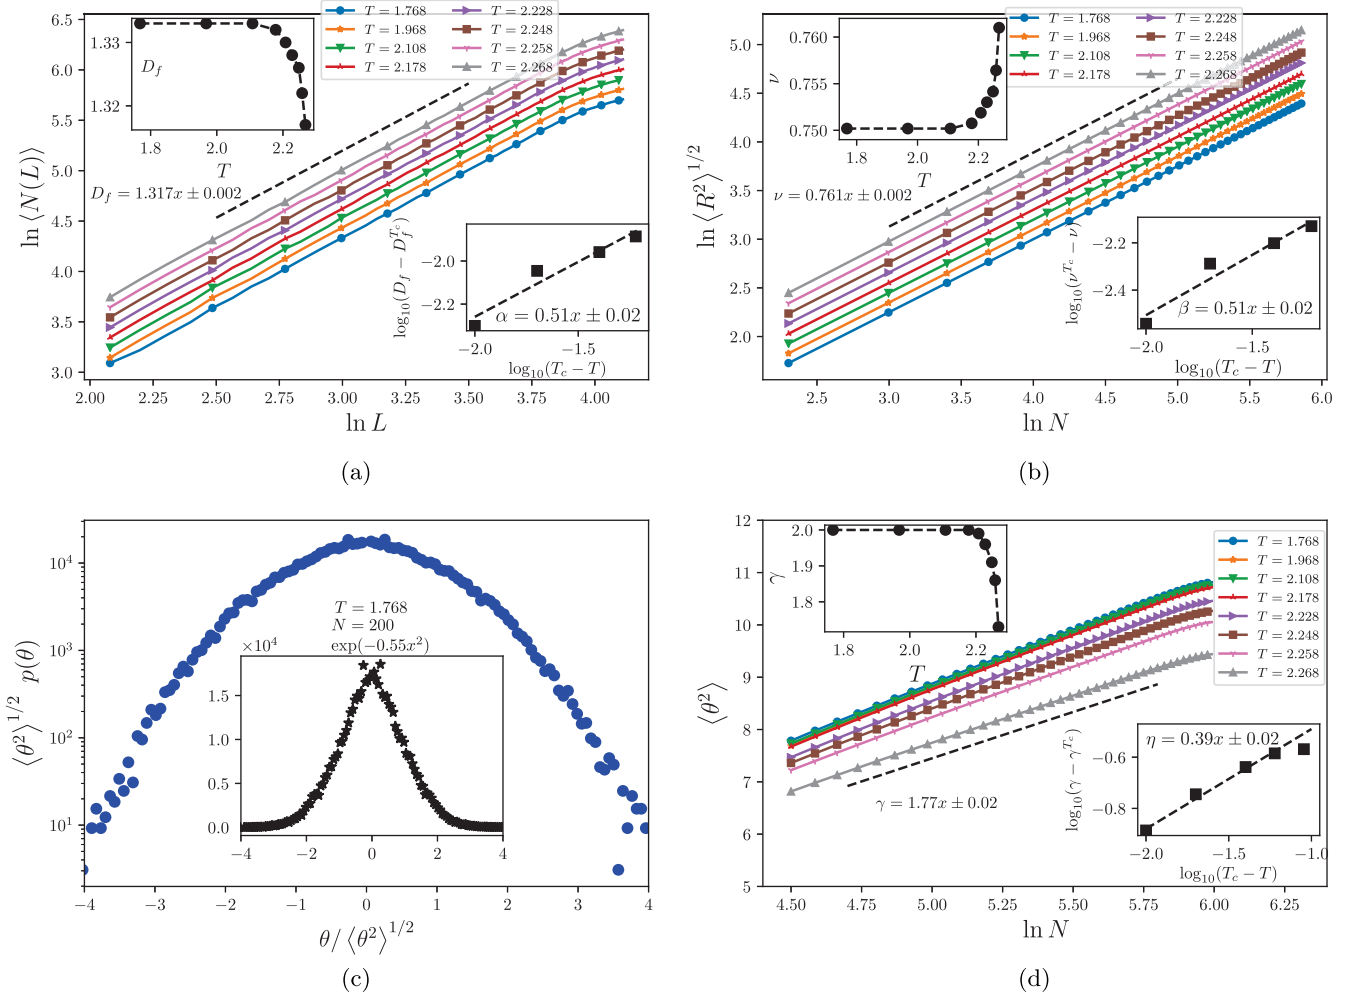 T = 1.768
T = 1.968
T = 2.108
T = 2.178
T = 2.228
T = 2.248
T = 2.258
T = 2.268
ln ⟨N(L)⟩
6.5
6.0
5.5
5.0
4.5
4.0
3.5
3.0
2.00 2.25 2.50 2.75 3.00 3.25 3.50 3.75 4.00
ln L
D_f
1.33
1.32
1.8 2.0 2.2
T
D_f = 1.317x ± 0.002
log₁₀(D_f − D_f^{T_c})
−2.0
−2.2
α = 0.51x ± 0.02
−2.0 −1.5
log₁₀(T_c − T)
(a)
T = 1.768
T = 1.968
T = 2.108
T = 2.178
T = 2.228
T = 2.248
T = 2.258
T = 2.268
ln ⟨R²⟩^{1/2}
5.0
4.5
4.0
3.5
3.0
2.5
2.0
2.5 3.0 3.5 4.0 4.5 5.0 5.5 6.0
ln N
ν
0.760
0.755
0.750
1.8 2.0 2.2
T
ν = 0.761x ± 0.002
log₁₀(ν^{T_c} − ν)
−2.2
−2.4
β = 0.51x ± 0.02
−2.0 −1.5
log₁₀(T_c − T)
(b)
⟨θ²⟩^{1/2} p(θ)
10⁴
10³
10²
10¹
−4 −3 −2 −1 0 1 2 3 4
θ/⟨θ²⟩^{1/2}
T = 1.768
N = 200
exp(−0.55x²)
×10⁴
1.5
1.0
0.5
0.0
−4 −2 0 2 4
(c)
T = 1.768
T = 1.968
T = 2.108
T = 2.178
T = 2.228
T = 2.248
T = 2.258
T = 2.268
⟨θ²⟩
12
11
10
9
8
7
6
5
4.50 4.75 5.00 5.25 5.50 5.75 6.00 6.25
ln N
γ
2.0
1.9
1.8
1.8 2.0 2.2
T
γ = 1.77x ± 0.02
log₁₀(γ − γ^{T_c})
−0.6
−0.8
η = 0.39x ± 0.02
−2.0 −1.5 −1.0
log₁₀(T_c − T)
(d)